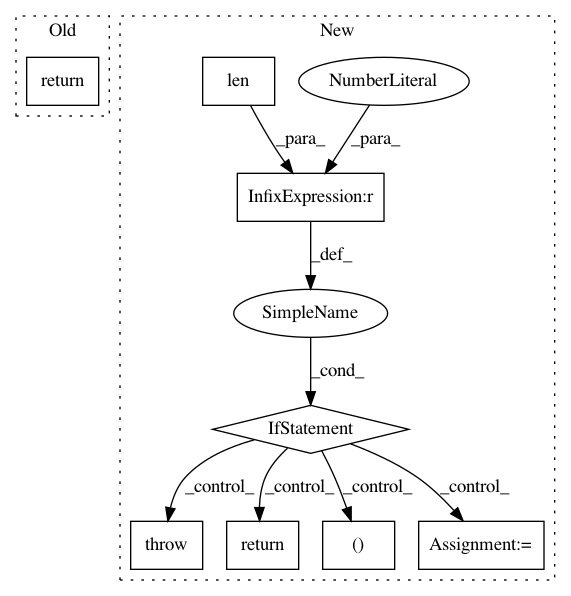 Old
New
return
len
NumberLiteral
_para_
_para_
InfixExpression:r
_def_
SimpleName
_cond_
IfStatement
_control_
_control_
_control_
_control_
throw
return
()
Assignment:=